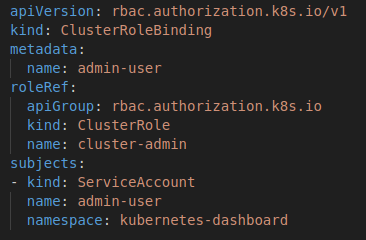 apiVersion: rbac.authorization.k8s.io/v1
kind: ClusterRoleBinding
metadata:
  name: admin-user
roleRef:
  apiGroup: rbac.authorization.k8s.io
  kind: ClusterRole
  name: cluster-admin
subjects:
- kind: ServiceAccount
  name: admin-user
  namespace: kubernetes-dashboard